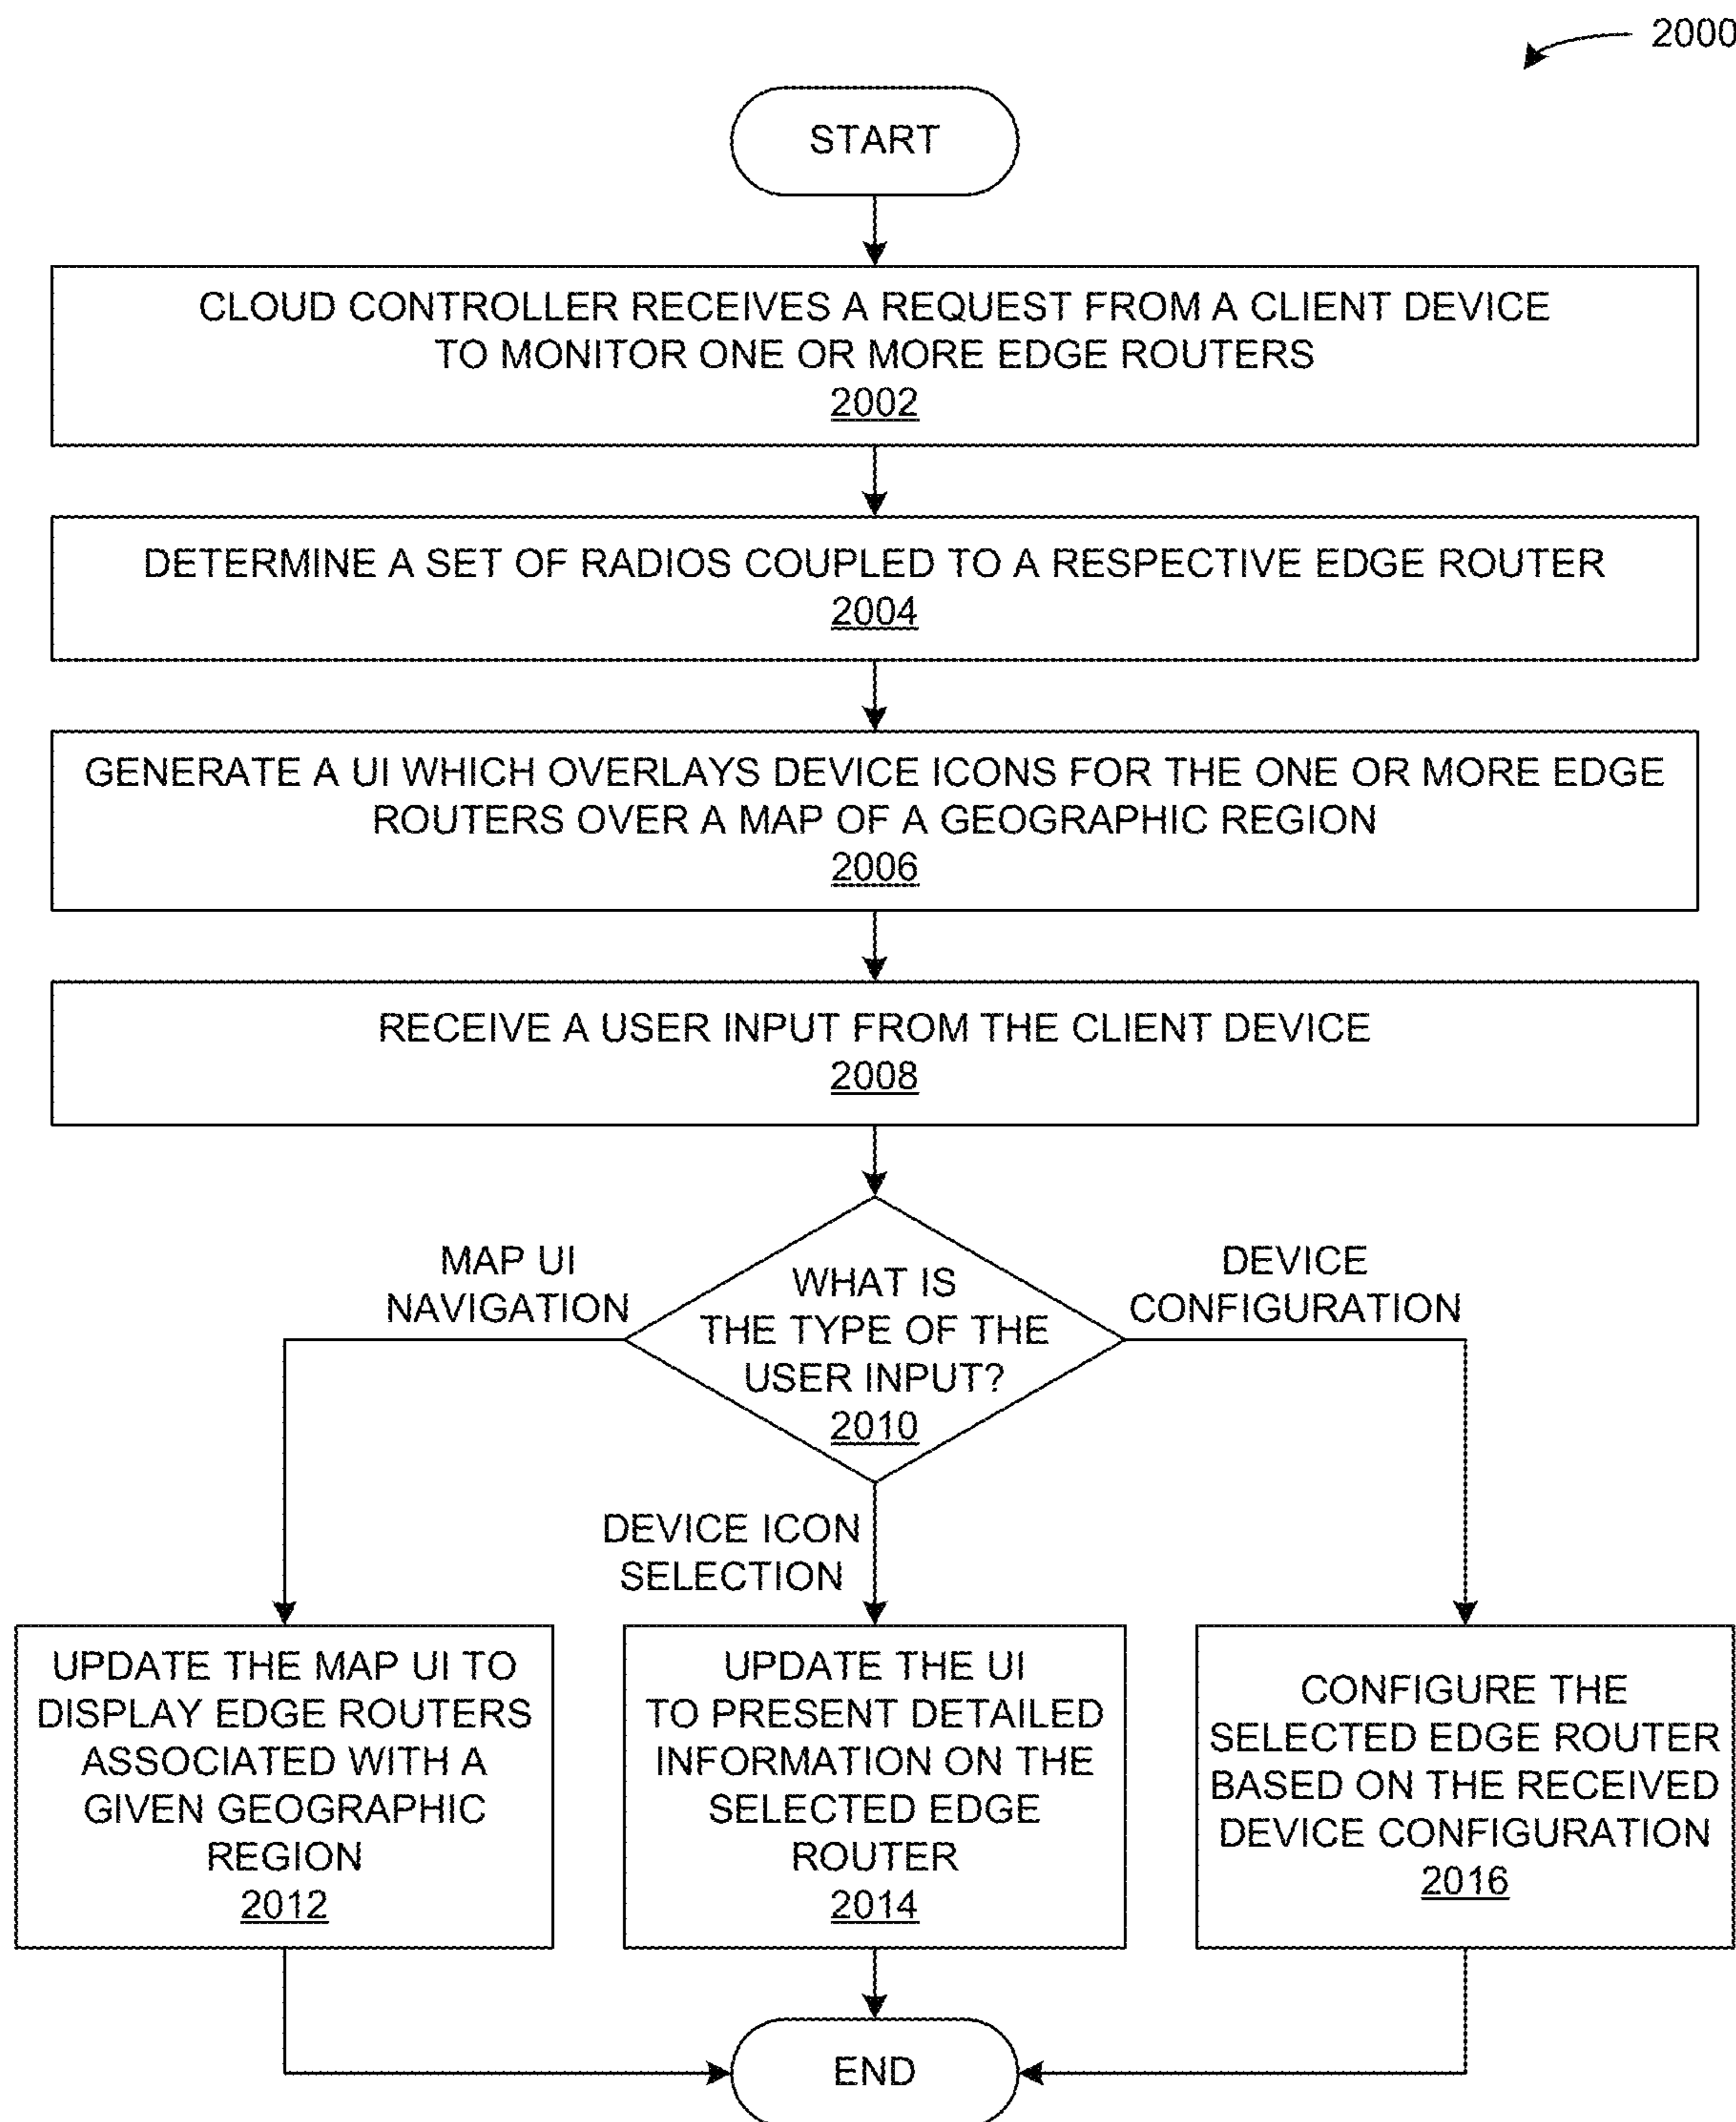 2000
START
CLOUD CONTROLLER RECEIVES A REQUEST FROM A CLIENT DEVICE
TO MONITOR ONE OR MORE EDGE ROUTERS
2002
DETERMINE A SET OF RADIOS COUPLED TO A RESPECTIVE EDGE ROUTER
2004
GENERATE A UI WHICH OVERLAYS DEVICE ICONS FOR THE ONE OR MORE EDGE
ROUTERS OVER A MAP OF A GEOGRAPHIC REGION
2006
RECEIVE A USER INPUT FROM THE CLIENT DEVICE
2008
MAP UI
NAVIGATION
WHAT IS
THE TYPE OF THE
USER INPUT?
2010
DEVICE
CONFIGURATION
DEVICE ICON
SELECTION
UPDATE THE MAP UI TO
DISPLAY EDGE ROUTERS
ASSOCIATED WITH A
GIVEN GEOGRAPHIC
REGION
2012
UPDATE THE UI
TO PRESENT DETAILED
INFORMATION ON THE
SELECTED EDGE
ROUTER
2014
CONFIGURE THE
SELECTED EDGE ROUTER
BASED ON THE RECEIVED
DEVICE CONFIGURATION
2016
END